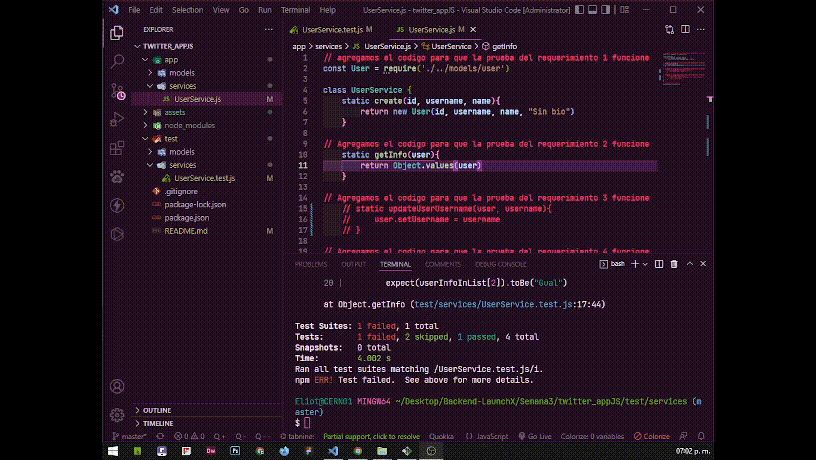 File Edit Selection View Go Run Terminal Help UserService.js - twitter_appJS - Visual Studio Code [Administrator]
EXPLORER
TWITTER_APPJS
app
models
services
UserService.js M
assets
node_modules
test
models
services
UserService.test.js M
.gitignore
package-lock.json
package.json
README.md M
OUTLINE
TIMELINE
UserService.test.js M UserService.js M
app > services > UserService.js > UserService > getInfo
1 // agregamos el codigo para que la prueba del requerimiento 1 funcione
2 const User = require('./../models/user')
3
4 class UserService {
5 static create(id, username, name){
6 return new User(id, username, name, "Sin bio")
7 }
8
9 // Agregamos el codigo para que la prueba del requerimiento 2 funcione
10 static getInfo(user){
11 return Object.values(user)
12 }
13
14 // Agregamos el codigo para que la prueba del requerimiento 3 funcione
15 // static updateUserUsername(user, username){
16 // user.setUsername = username
17 // }
18
19 // Agregamos el codigo para que la prueba del requerimiento 4 funcione
PROBLEMS OUTPUT TERMINAL COMMENTS DEBUG CONSOLE bash
20 | expect(userInfoInList[2]).toBe("Gual")
at Object.getInfo (test/services/UserService.test.js:17:44)
Test Suites: 1 failed, 1 total
Tests: 1 failed, 2 skipped, 1 passed, 4 total
Snapshots: 0 total
Time: 4.002 s
Ran all test suites matching /UserService.test.js/i.
npm ERR! Test failed. See above for more details.
Eliot@CERN01 MINGW64 ~/Desktop/Backend-LaunchX/Semana3/twitter_appJS/test/services (m
aster)
$
master* 0 0 Q+ Q- Q- tabnine: Partial support, click to resolve Quokka {} JavaScript Go Live Colorize: 0 variables Colorize
07:02 p. m.